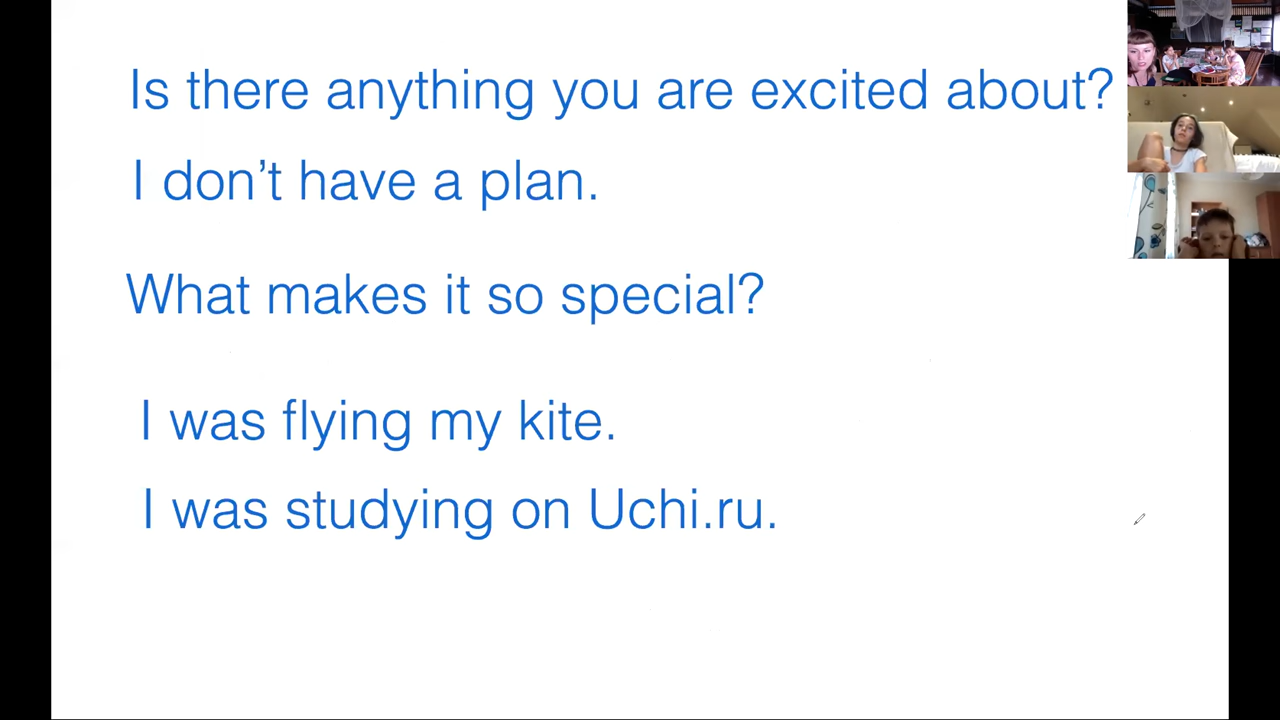 Is there anything you are excited about?
I don’t have a plan.
What makes it so special?
I was flying my kite.
I was studying on Uchi.ru.